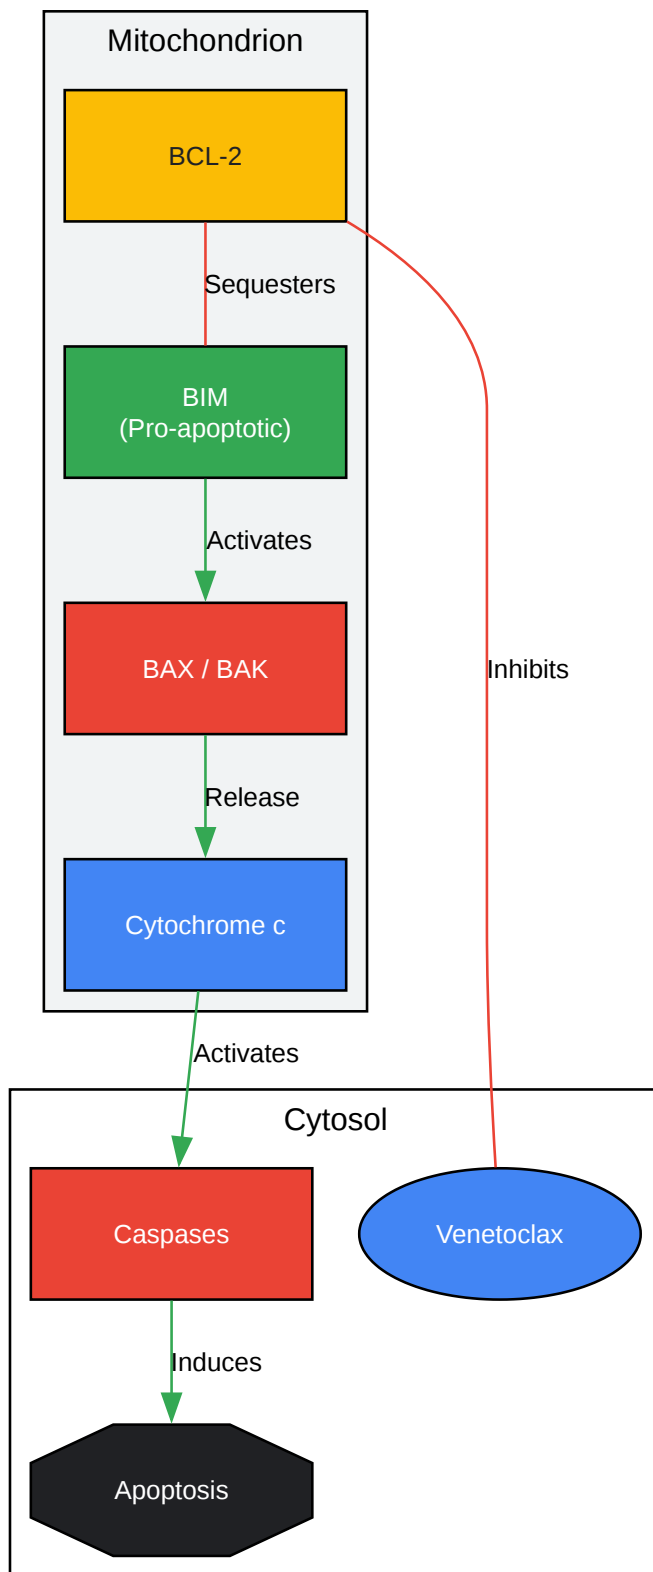 Mitochondrion
BCL-2
Sequesters
BIM
(Pro-apoptotic)
Activates
BAX / BAK
Inhibits
Release
Cytochrome c
Activates
Cytosol
Caspases
Venetoclax
Induces
Apoptosis